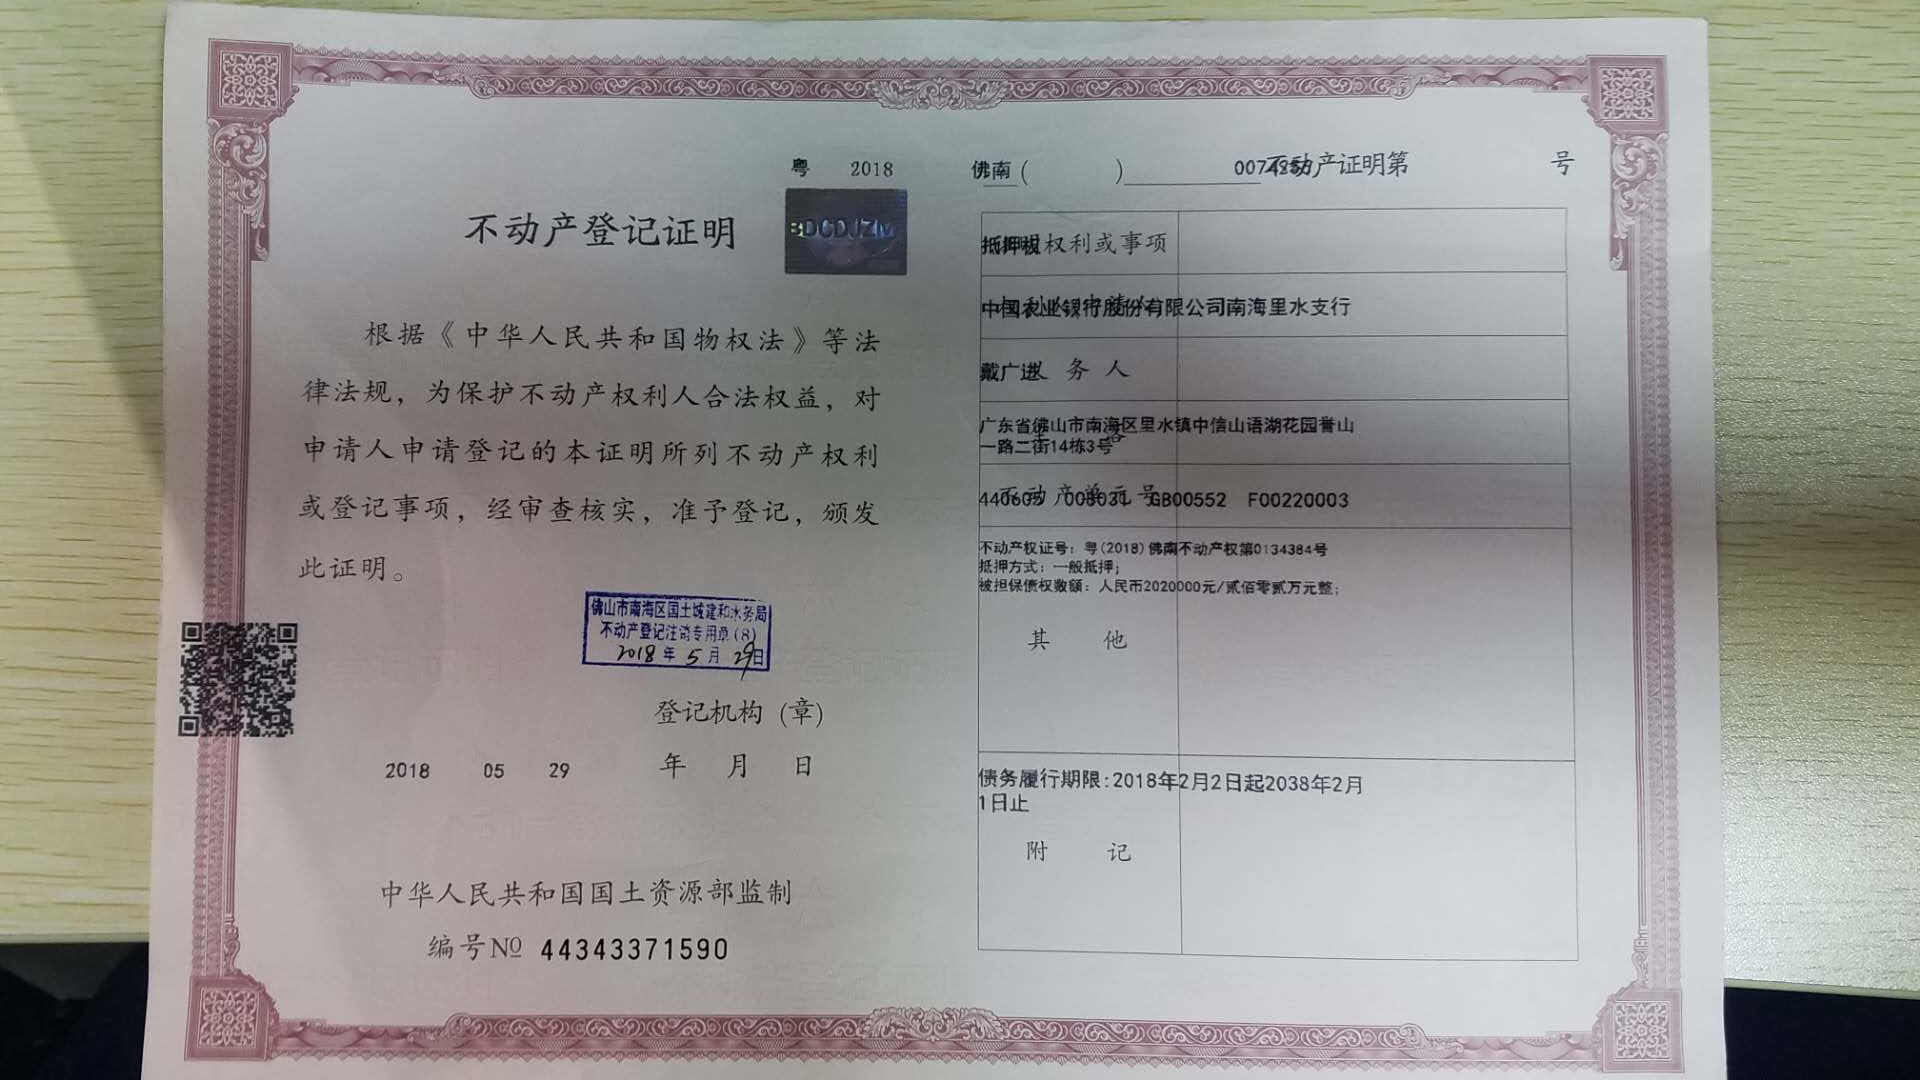 不动产登记证明
BDCDJZM
根据《中华人民共和国物权法》等法
律法规，为保护不动产权利人合法权益，对
申请人申请登记的本证明所列不动产权利
或登记事项，经审查核实，准予登记，颁发
此证明。
佛山市南海区国土城建和水务局
不动产登记注销专用章(8)
2018年5月29日
登记机构（章）
2018 05 29 年 月 日
中华人民共和国国土资源部监制
编号№ 44343371590
粤 2018 佛南 ( ) 不动产证明第 号
抵押权
权利或事项
中国农业银行股份有限公司南海里水支行
戴广进
义务人
广东省佛山市南海区里水镇中信山语湖花园誉山
一路二街14栋3号
不动产单元号
440605 008031 GB00552 F00220003
不动产权证号：粤(2018)佛南不动产权第0134384号
抵押方式：一般抵押；
被担保债权数额：人民币2020000元/贰佰零贰万元整；
其他
债务履行期限:2018年2月2日起2038年2月
1日止
附记